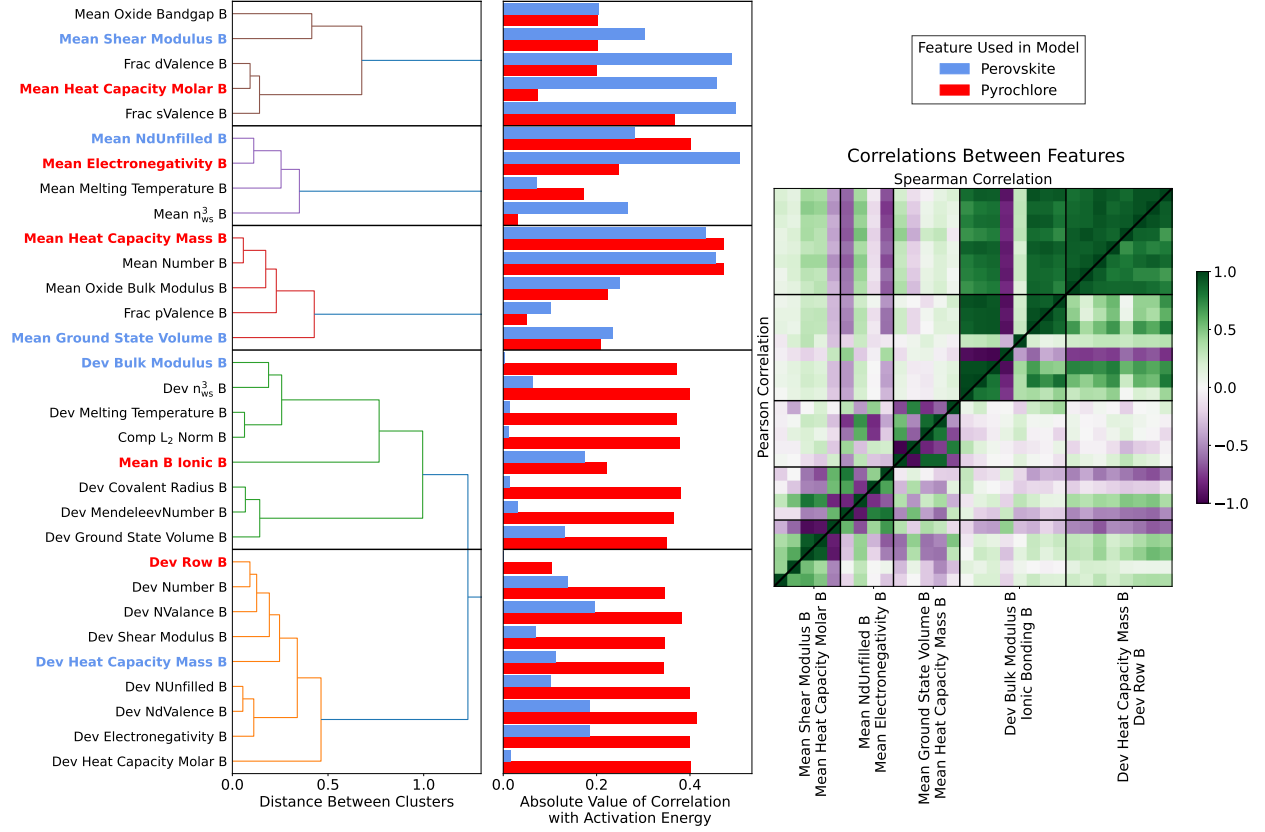 Mean Oxide Bandgap B
Mean Shear Modulus B
Frac dValence B
Mean Heat Capacity Molar B
Frac sValence B
Mean NdUnfilled B
Mean Electronegativity B
Mean Melting Temperature B
Mean n³ws B
Mean Heat Capacity Mass B
Mean Number B
Mean Oxide Bulk Modulus B
Frac pValence B
Mean Ground State Volume B
Dev Bulk Modulus B
Dev n³ws B
Dev Melting Temperature B
Comp L₂ Norm B
Mean B Ionic B
Dev Covalent Radius B
Dev MendeleevNumber B
Dev Ground State Volume B
Dev Row B
Dev Number B
Dev NValance B
Dev Shear Modulus B
Dev Heat Capacity Mass B
Dev NUnfilled B
Dev NdValence B
Dev Electronegativity B
Dev Heat Capacity Molar B
0.0 0.5 1.0
Distance Between Clusters
0.0 0.2 0.4
Absolute Value of Correlation
with Activation Energy
Feature Used in Model
Perovskite
Pyrochlore
Correlations Between Features
Spearman Correlation
Pearson Correlation
1.0
0.5
0.0
−0.5
−1.0
Mean Shear Modulus B
Mean Heat Capacity Molar B
Mean NdUnfilled B
Mean Electronegativity B
Mean Ground State Volume B
Mean Heat Capacity Mass B
Dev Bulk Modulus B
Ionic Bonding B
Dev Heat Capacity Mass B
Dev Row B